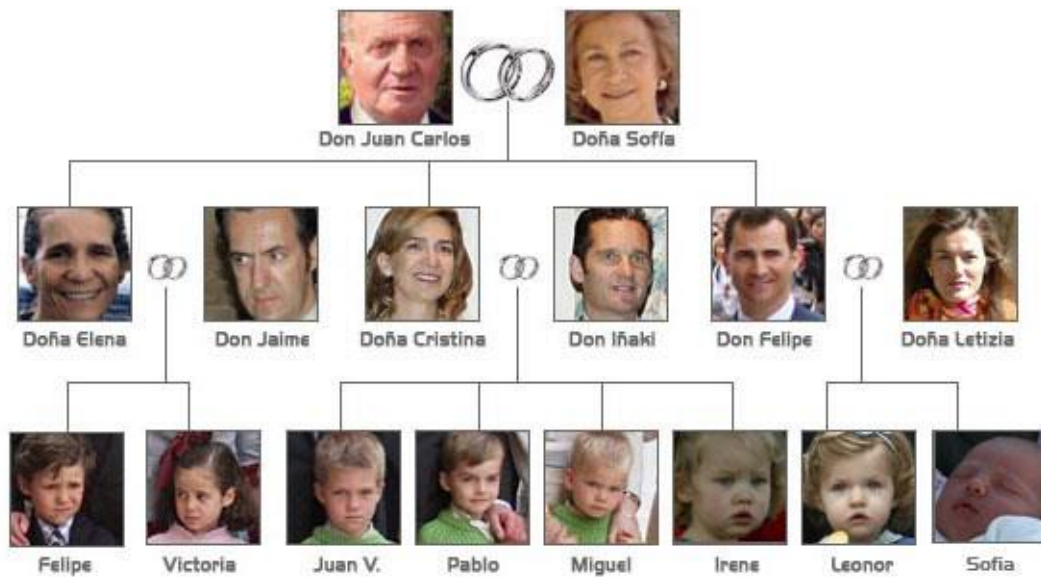 Don Juan Carlos
Doña Sofía
Doña Elena
Don Jaime
Doña Cristina
Don Iñaki
Don Felipe
Doña Letizia
Felipe
Victoria
Juan V.
Pablo
Miguel
Irene
Leonor
Sofia